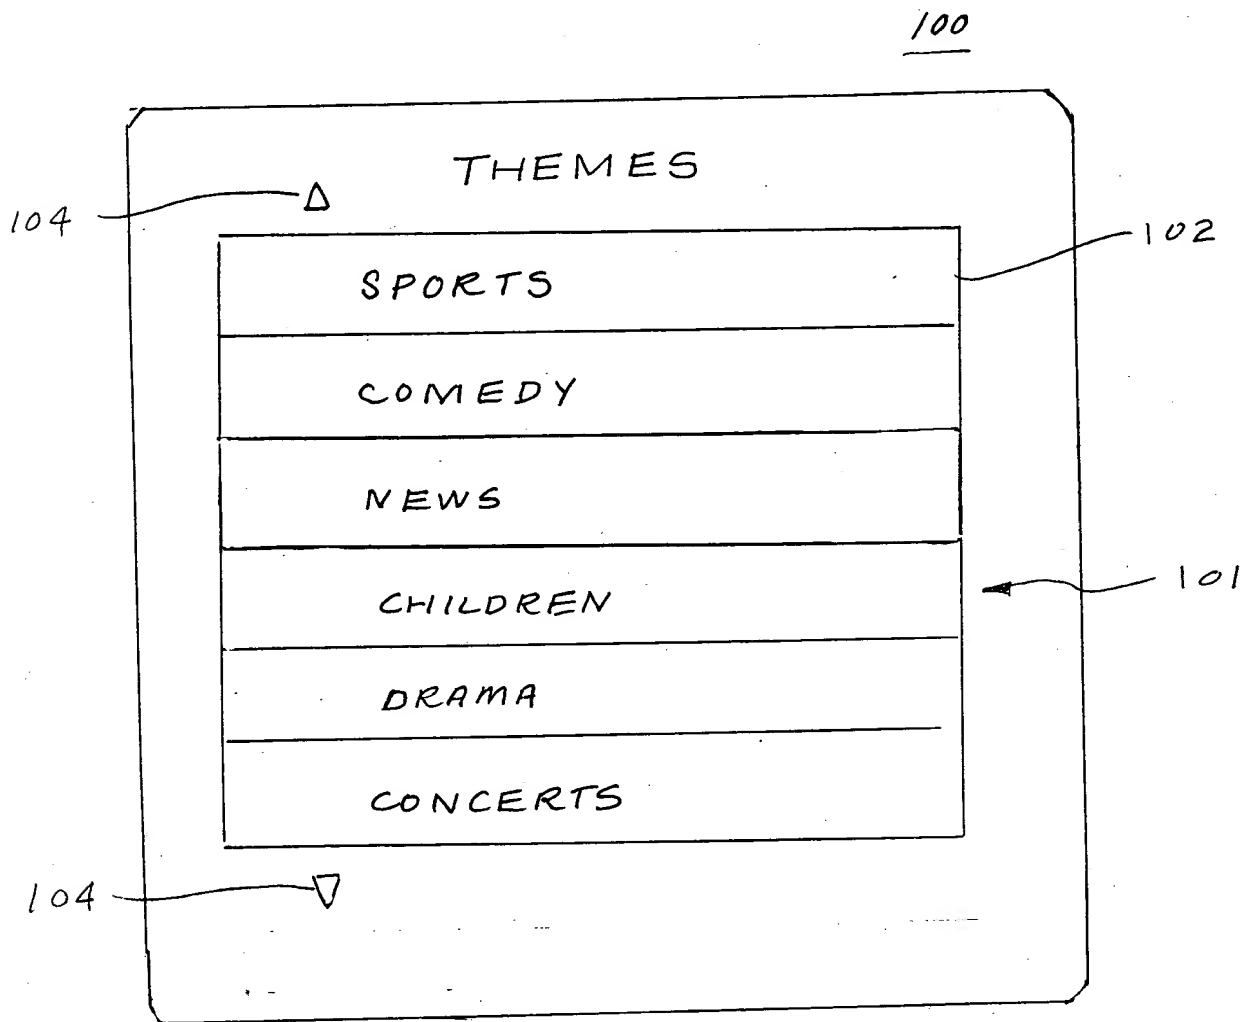 100
THEMES
104
102
SPORTS
COMEDY
NEWS
101
CHILDREN
DRAMA
CONCERTS
104